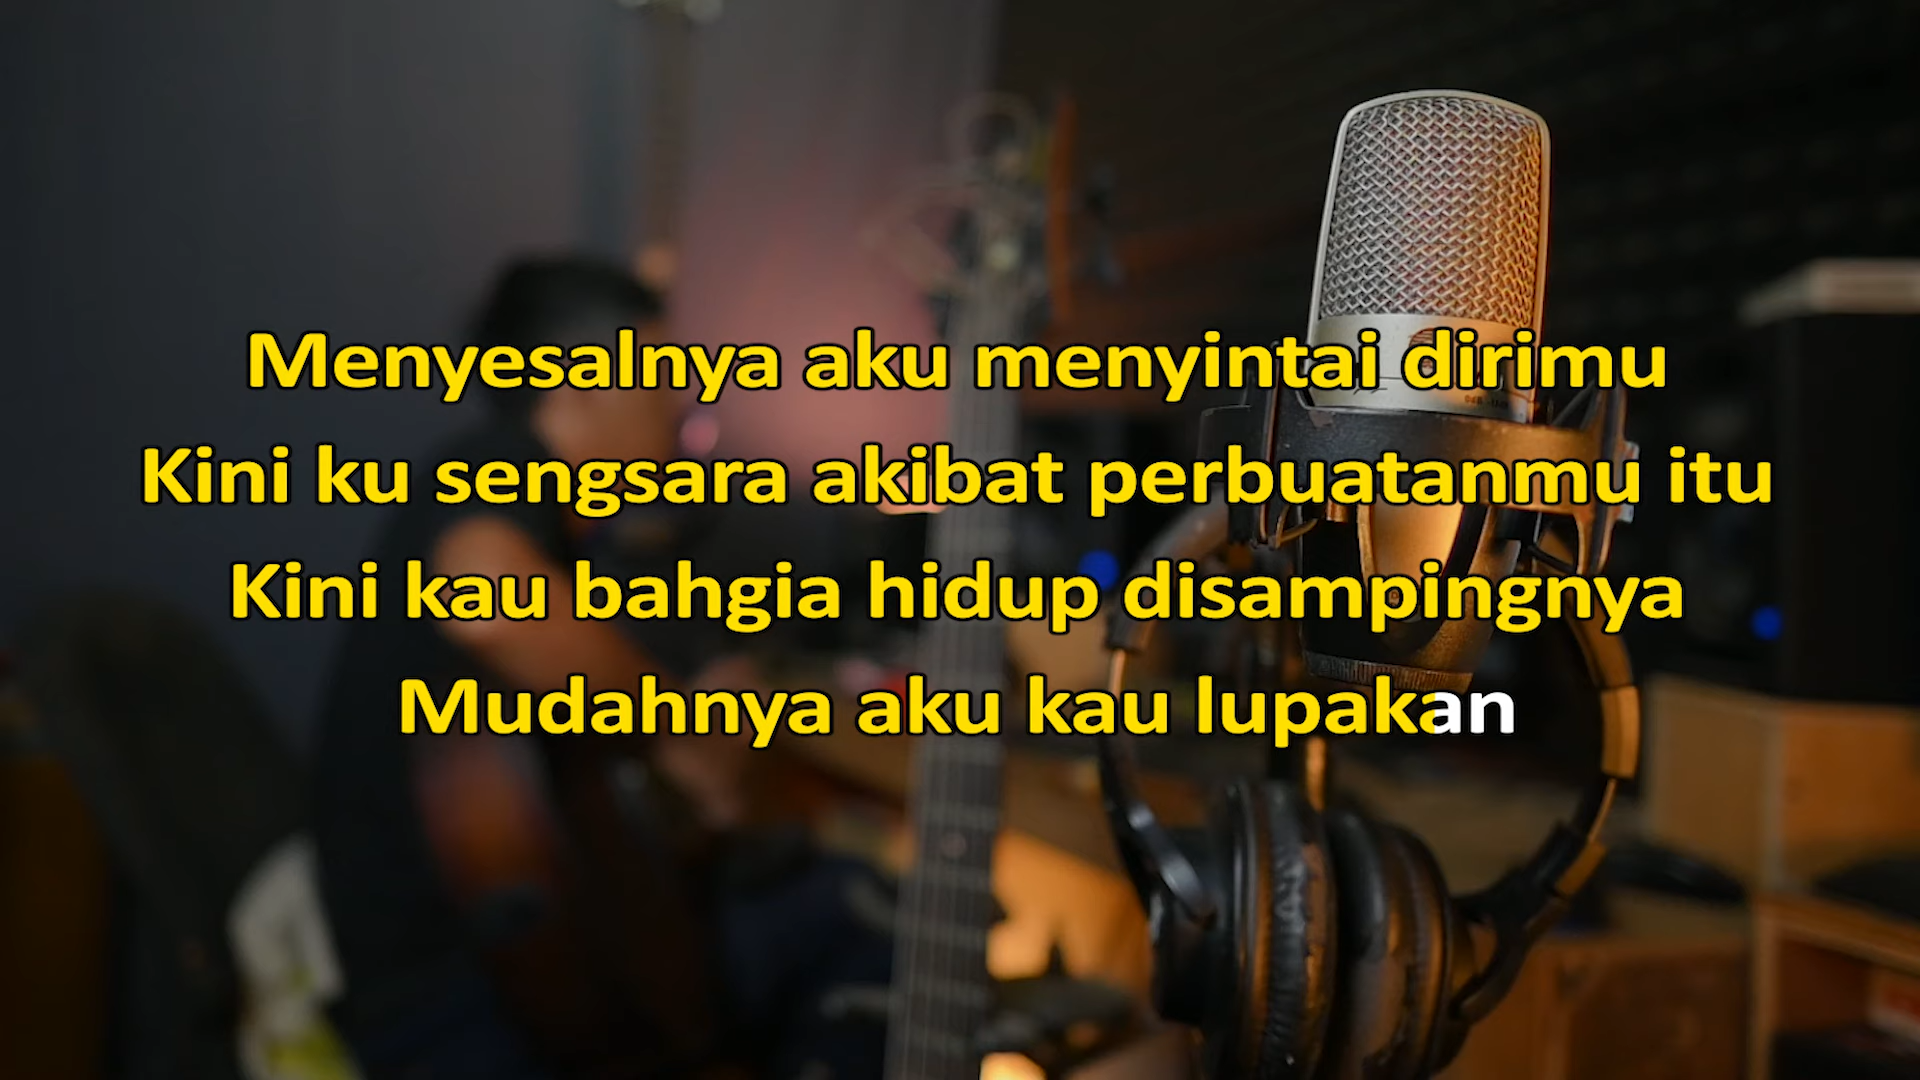 Menyesalnya aku menyintai dirimu
Kini ku sengsara akibat perbuatanmu itu
Kini kau bahgia hidup disampingnya
Mudahnya aku kau lupakan